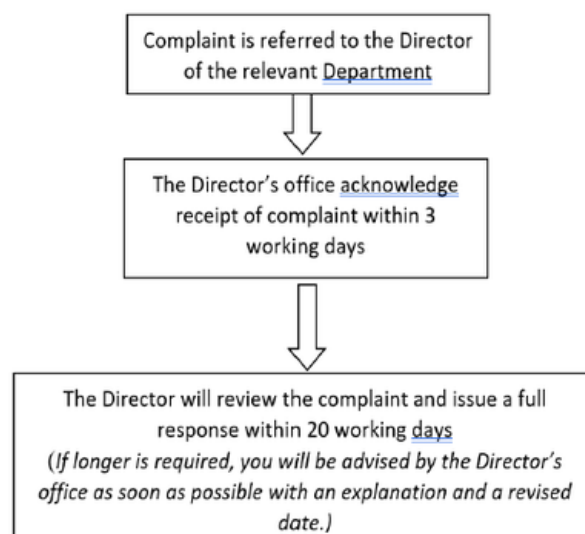 Complaint is referred to the Director
of the relevant Department
The Director's office acknowledge
receipt of complaint within 3
working days
The Director will review the complaint and issue a full
response within 20 working days
(If longer is required, you will be advised by the Director's
office as soon as possible with an explanation and a revised
date.)